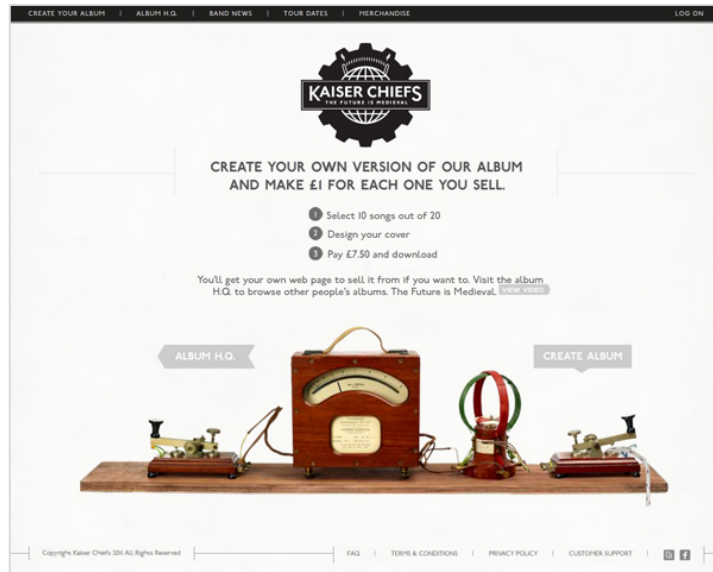 CREATE YOUR ALBUM | ALBUM H.Q. | BAND NEWS | TOUR DATES | MERCHANDISE LOG ON
KAISER CHIEFS
THE FUTURE IS MEDIEVAL
CREATE YOUR OWN VERSION OF OUR ALBUM
AND MAKE £1 FOR EACH ONE YOU SELL.
1 Select 10 songs out of 20
2 Design your cover
3 Pay £7.50 and download
You'll get your own web page to sell it from if you want to. Visit the album
H.Q. to browse other people's albums. The Future is Medieval. VIEW VIDEO
ALBUM H.Q.
CREATE ALBUM
Copyright Kaiser Chiefs 2011 All Rights Reserved FAQ | TERMS & CONDITIONS | PRIVACY POLICY | CUSTOMER SUPPORT |